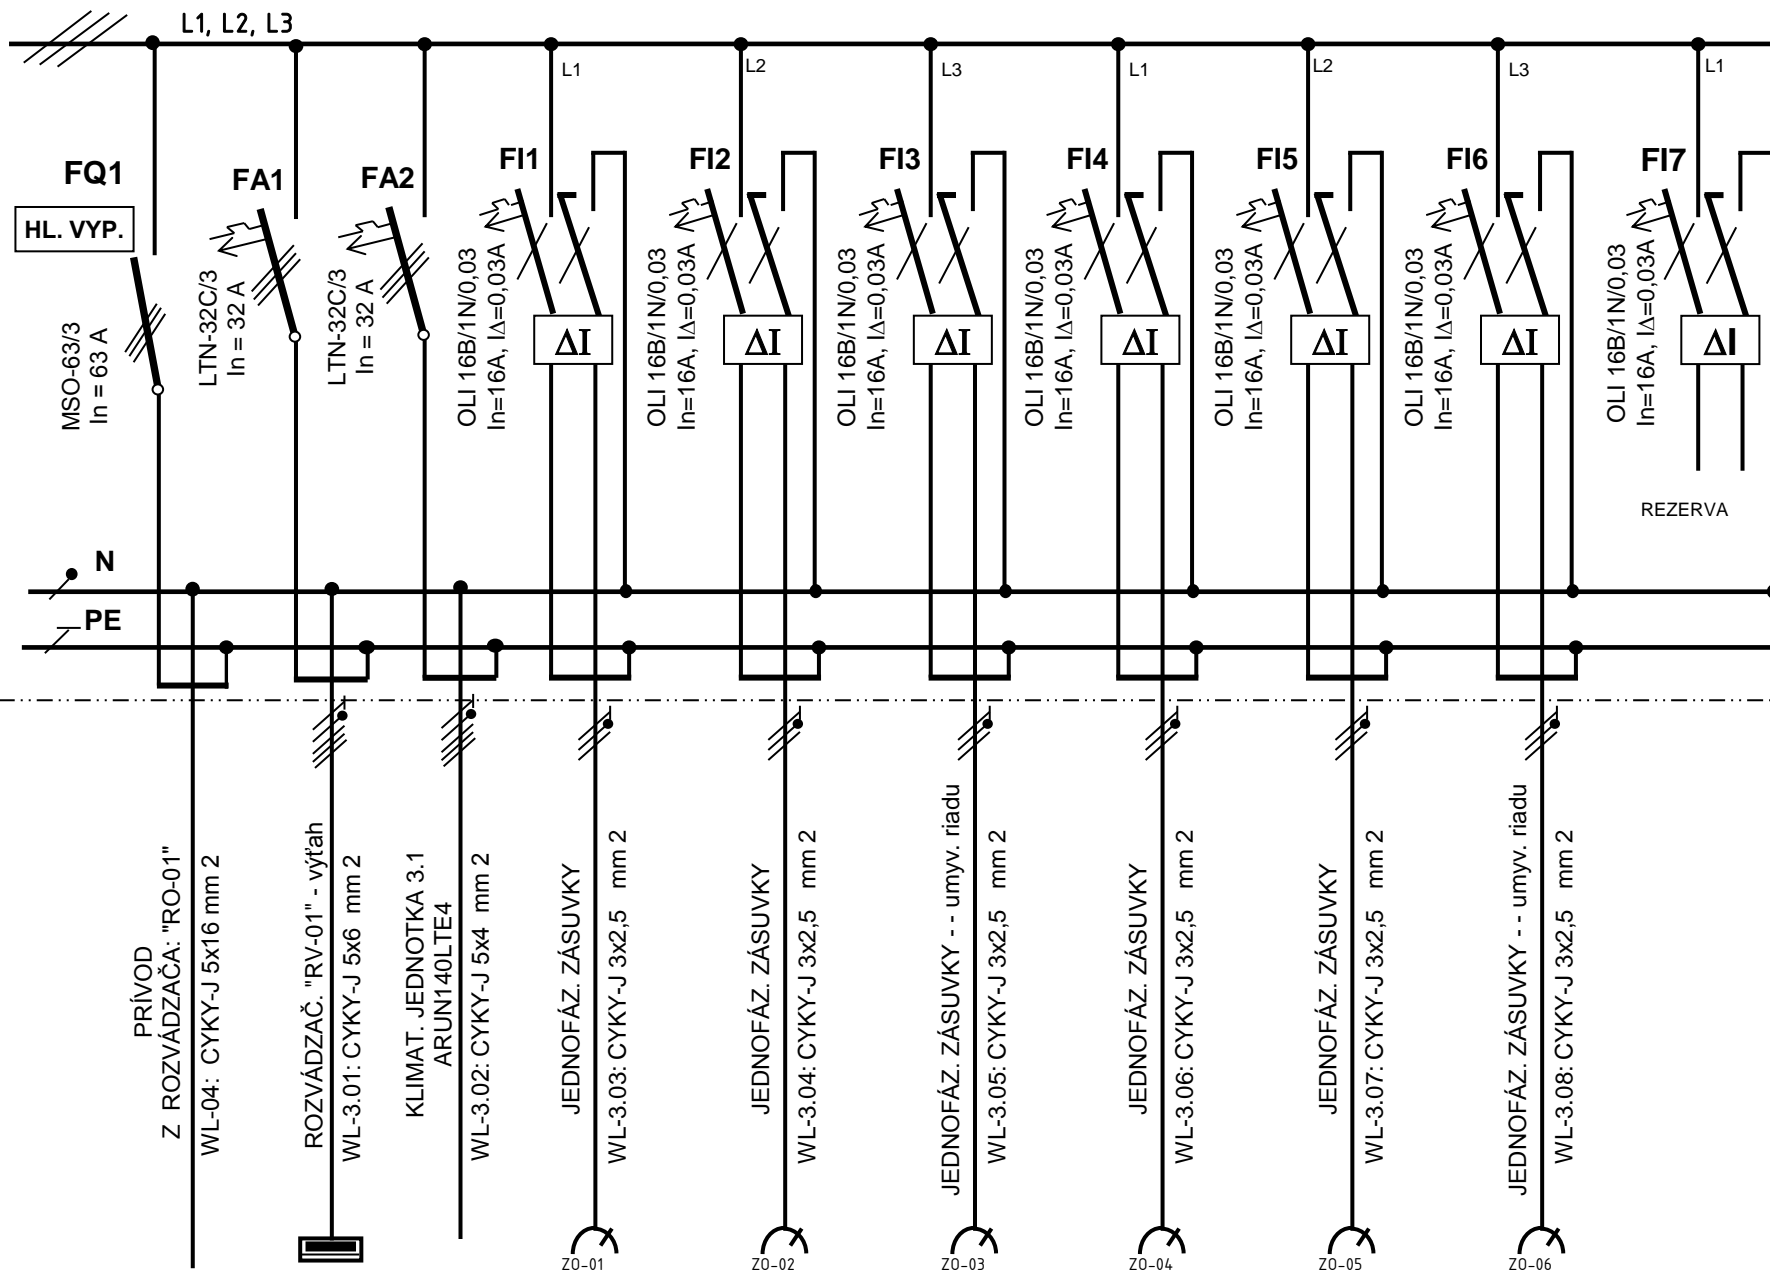 L1, L2, L3
L1
L2
L3
L1
L2
L3
L1
FQ1
HL. VYP.
MSO-63/3
In = 63 A
FA1
LTN-32C/3
In = 32 A
FA2
LTN-32C/3
In = 32 A
FI1
OLI 16B/1N/0,03
In=16A, I∆=0,03A
ΔI
FI2
OLI 16B/1N/0,03
In=16A, I∆=0,03A
ΔI
FI3
OLI 16B/1N/0,03
In=16A, I∆=0,03A
ΔI
FI4
OLI 16B/1N/0,03
In=16A, I∆=0,03A
ΔI
FI5
OLI 16B/1N/0,03
In=16A, I∆=0,03A
ΔI
FI6
OLI 16B/1N/0,03
In=16A, I∆=0,03A
ΔI
FI7
OLI 16B/1N/0,03
In=16A, I∆=0,03A
ΔI
REZERVA
N
PE
PRÍVOD
Z ROZVÁDZAČA: "RO-01"
WL-04: CYKY-J 5x16 mm 2
ROZVÁDZAČ. "RV-01" - výťah
WL-3.01: CYKY-J 5x6 mm 2
KLIMAT. JEDNOTKA 3.1
ARUN140LTE4
WL-3.02: CYKY-J 5x4 mm 2
JEDNOFÁZ. ZÁSUVKY
WL-3.03: CYKY-J 3x2,5 mm 2
JEDNOFÁZ. ZÁSUVKY
WL-3.04: CYKY-J 3x2,5 mm 2
JEDNOFÁZ. ZÁSUVKY - - umyv. riadu
WL-3.05: CYKY-J 3x2,5 mm 2
JEDNOFÁZ. ZÁSUVKY
WL-3.06: CYKY-J 3x2,5 mm 2
JEDNOFÁZ. ZÁSUVKY
WL-3.07: CYKY-J 3x2,5 mm 2
JEDNOFÁZ. ZÁSUVKY - - umyv. riadu
WL-3.08: CYKY-J 3x2,5 mm 2
ZO-01
ZO-02
ZO-03
ZO-04
ZO-05
ZO-06